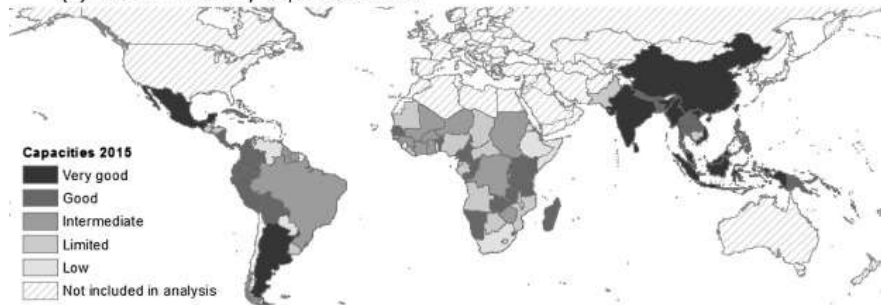 Capacities 2015
Very good
Good
Intermediate
Limited
Low
Not included in analysis